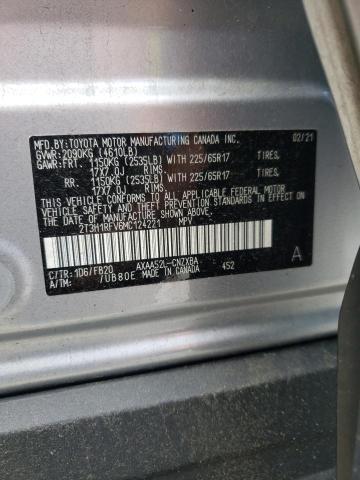 MFD.BY:TOYOTA MOTOR MANUFACTURING CANADA INC. 02/21
GVWR:2090KG (4610LB)
GAWR:FRT. 1150KG (2535LB) WITH 225/65R17 TIRES,
17X7.0J RIMS,
RR. 1150KG (2535LB) WITH 225/65R17 TIRES,
17X7.0J RIMS,
THIS VEHICLE CONFORMS TO ALL APPLICABLE FEDERAL MOTOR
VEHICLE SAFETY AND BUMPER STANDARDS IN EFFECT ON
THE DATE OF MANUFACTURE SHOWN ABOVE.
2T3H1RFV6MC124221 MPV
C/TR:1D6/FB20 AXAA52L-CNZXBA A
A/TM: /UB80E MADE IN CANADA 4S2